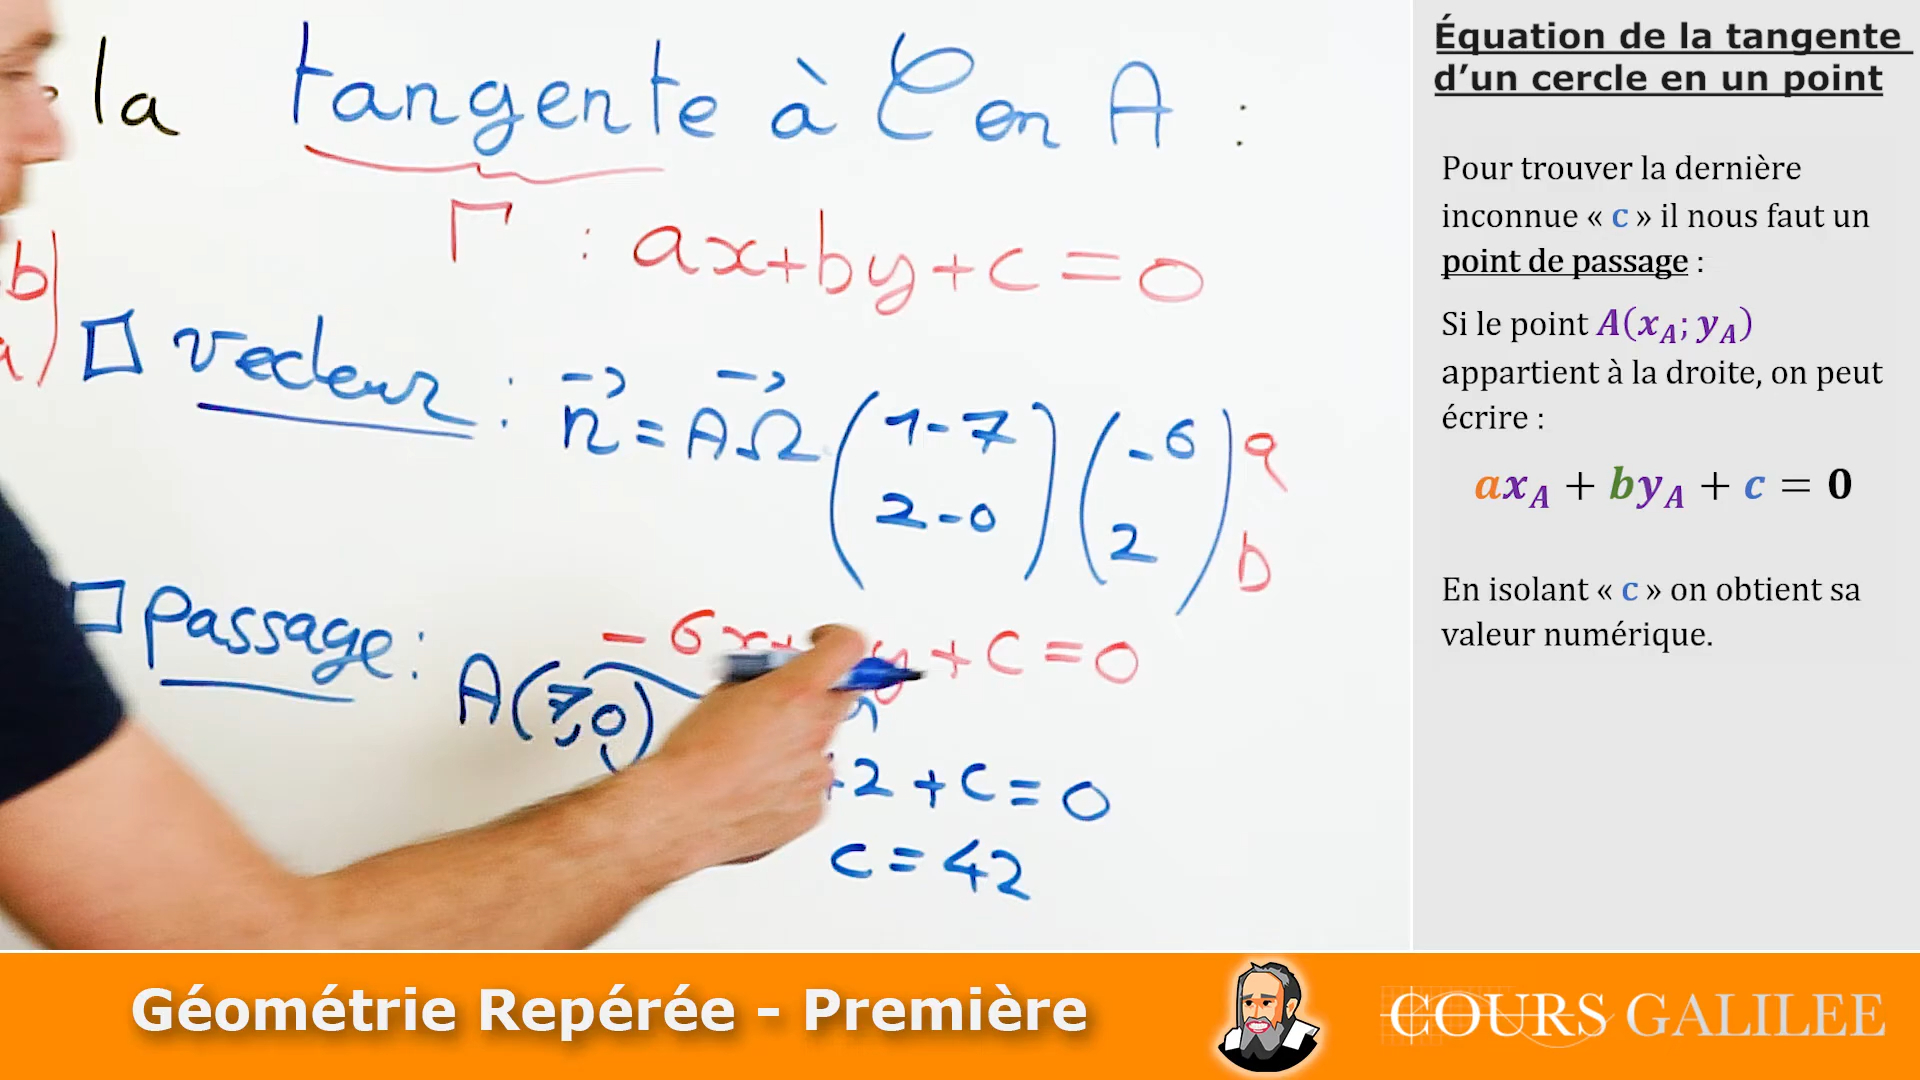 la tangente à C en A :
Γ : ax+by+c=0
b)
a)
vecteur : n→ = AΩ→ (1-7 2-0) (-6 2) a b
-6x+ y+c=0
Passage : A(7,0)
+2+c=0
c=42
Équation de la tangente
d’un cercle en un point
Pour trouver la dernière
inconnue « c » il nous faut un
point de passage :
Si le point A(xA; yA)
appartient à la droite, on peut
écrire :
axA + byA + c = 0
En isolant « c » on obtient sa
valeur numérique.
Géométrie Repérée - Première
COURS GALILEE